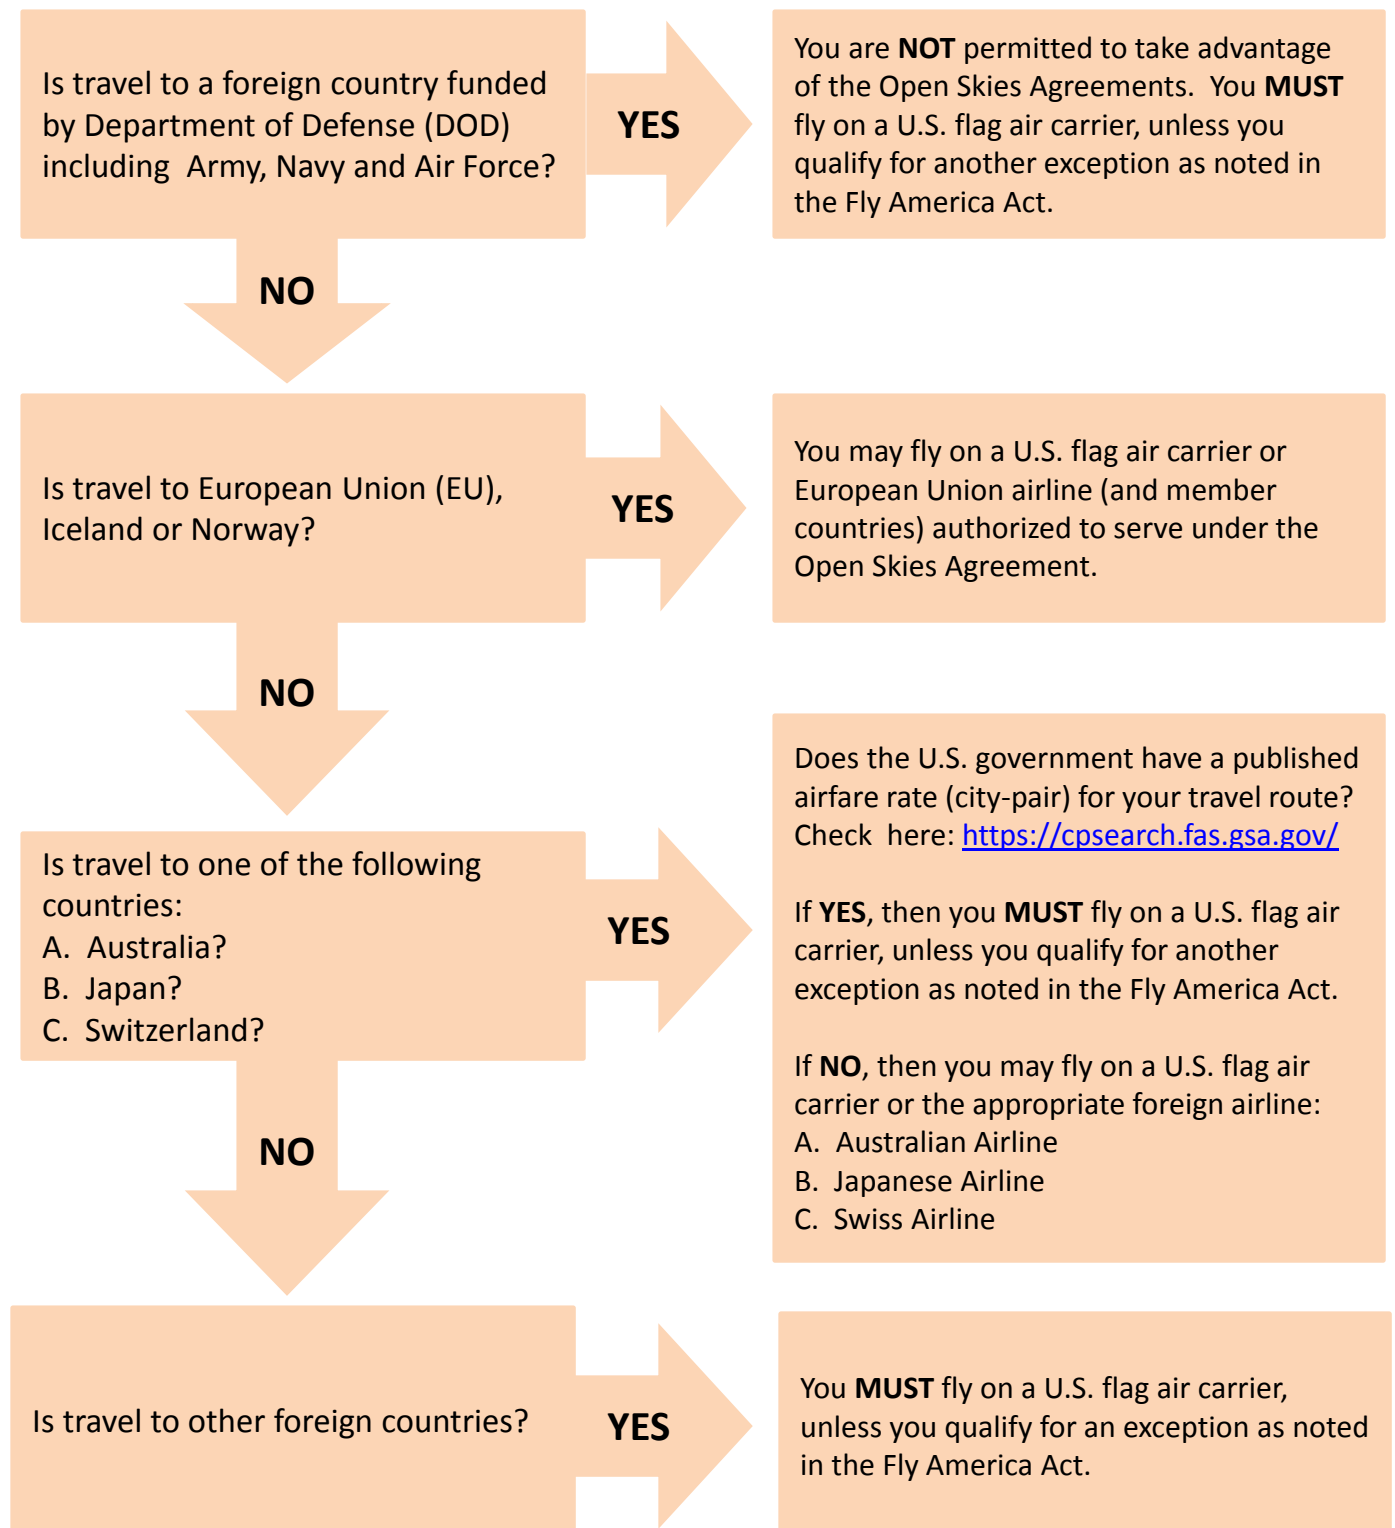 Is travel to a foreign country funded
by Department of Defense (DOD)
including  Army, Navy and Air Force?
YES
You are NOT permitted to take advantage
of the Open Skies Agreements.  You MUST
fly on a U.S. flag air carrier, unless you
qualify for another exception as noted in
the Fly America Act.
NO
Is travel to European Union (EU),
Iceland or Norway?
YES
You may fly on a U.S. flag air carrier or
European Union airline (and member
countries) authorized to serve under the
Open Skies Agreement.
NO
Is travel to one of the following
countries:
A.  Australia?
B.  Japan?
C.  Switzerland?
YES
Does the U.S. government have a published
airfare rate (city-pair) for your travel route?
Check  here: https://cpsearch.fas.gsa.gov/
If YES, then you MUST fly on a U.S. flag air
carrier, unless you qualify for another
exception as noted in the Fly America Act.
If NO, then you may fly on a U.S. flag air
carrier or the appropriate foreign airline:
A.  Australian Airline
B.  Japanese Airline
C.  Swiss Airline
NO
Is travel to other foreign countries?
YES
You MUST fly on a U.S. flag air carrier,
unless you qualify for an exception as noted
in the Fly America Act.